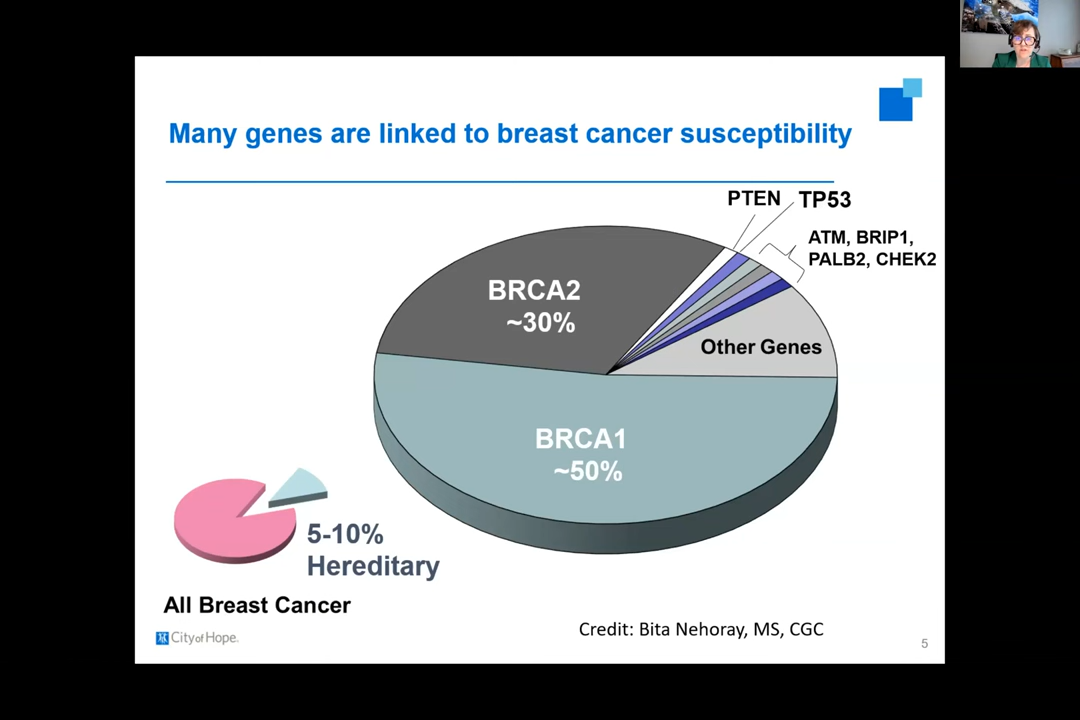 Many genes are linked to breast cancer susceptibility
PTEN
TP53
ATM, BRIP1,
PALB2, CHEK2
BRCA2
~30%
Other Genes
BRCA1
~50%
5-10%
Hereditary
All Breast Cancer
City of Hope.
Credit: Bita Nehoray, MS, CGC
5